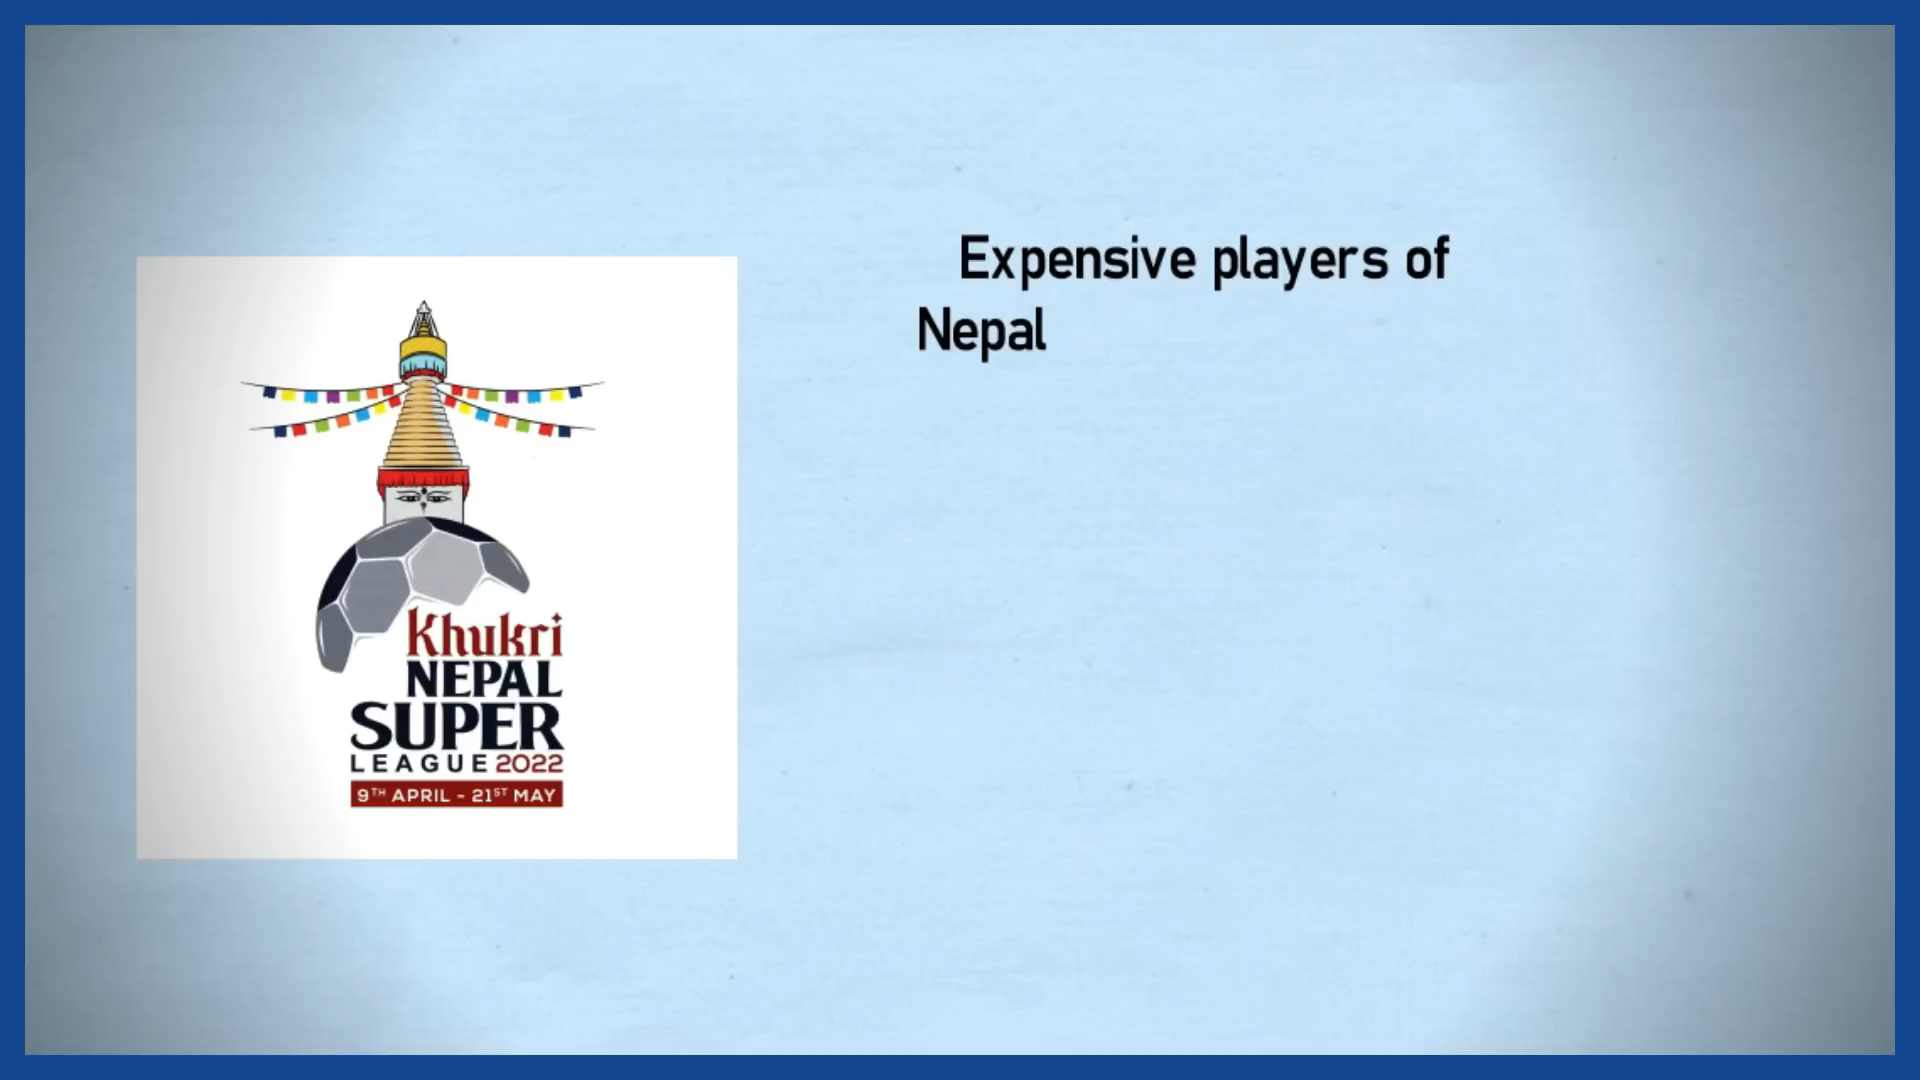 Expensive players of
Nepal
Khukri
NEPAL
SUPER
LEAGUE 2022
9TH APRIL - 21ST MAY